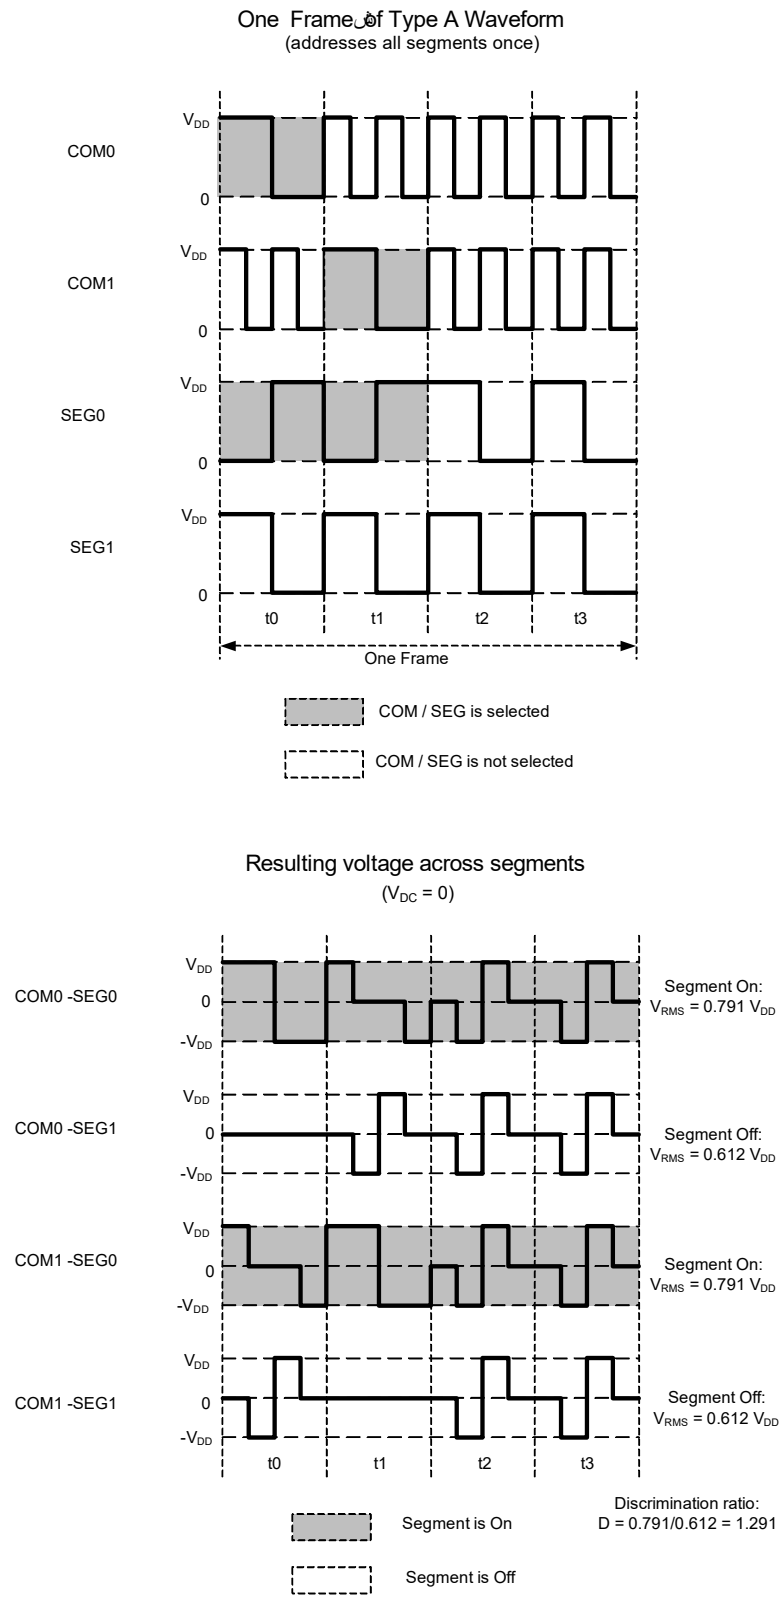 One Frame of Type A Waveform
(addresses all segments once)
VDD
COM0
0
VDD
COM1
0
VDD
SEG0
0
VDD
SEG1
0
t0 t1 t2 t3
One Frame
COM / SEG is selected
COM / SEG is not selected
Resulting voltage across segments
(VDC = 0)
VDD
COM0 -SEG0
0
-VDD
Segment On:
VRMS = 0.791 VDD
VDD
COM0 -SEG1
0
-VDD
Segment Off:
VRMS = 0.612 VDD
VDD
COM1 -SEG0
0
-VDD
Segment On:
VRMS = 0.791 VDD
VDD
COM1 -SEG1
0
-VDD
Segment Off:
VRMS = 0.612 VDD
t0 t1 t2 t3
Segment is On
Segment is Off
Discrimination ratio:
D = 0.791/0.612 = 1.291